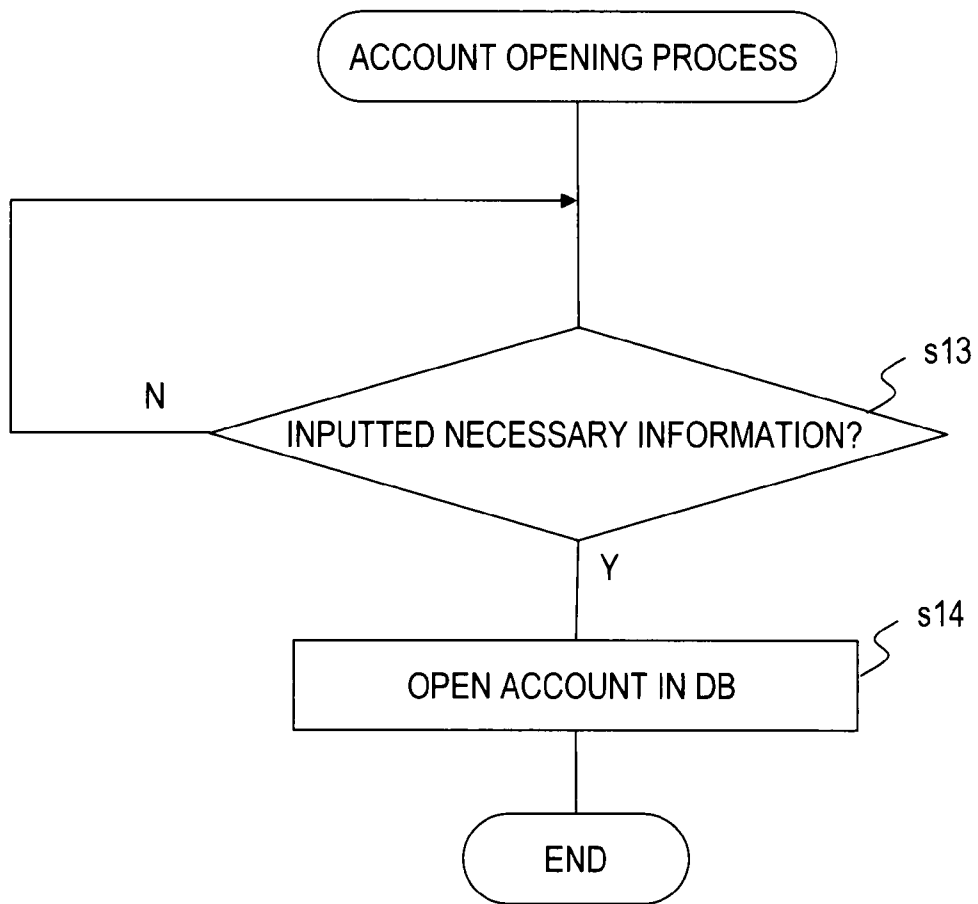 ACCOUNT OPENING PROCESS
s13
N
INPUTTED NECESSARY INFORMATION?
Y
s14
OPEN ACCOUNT IN DB
END